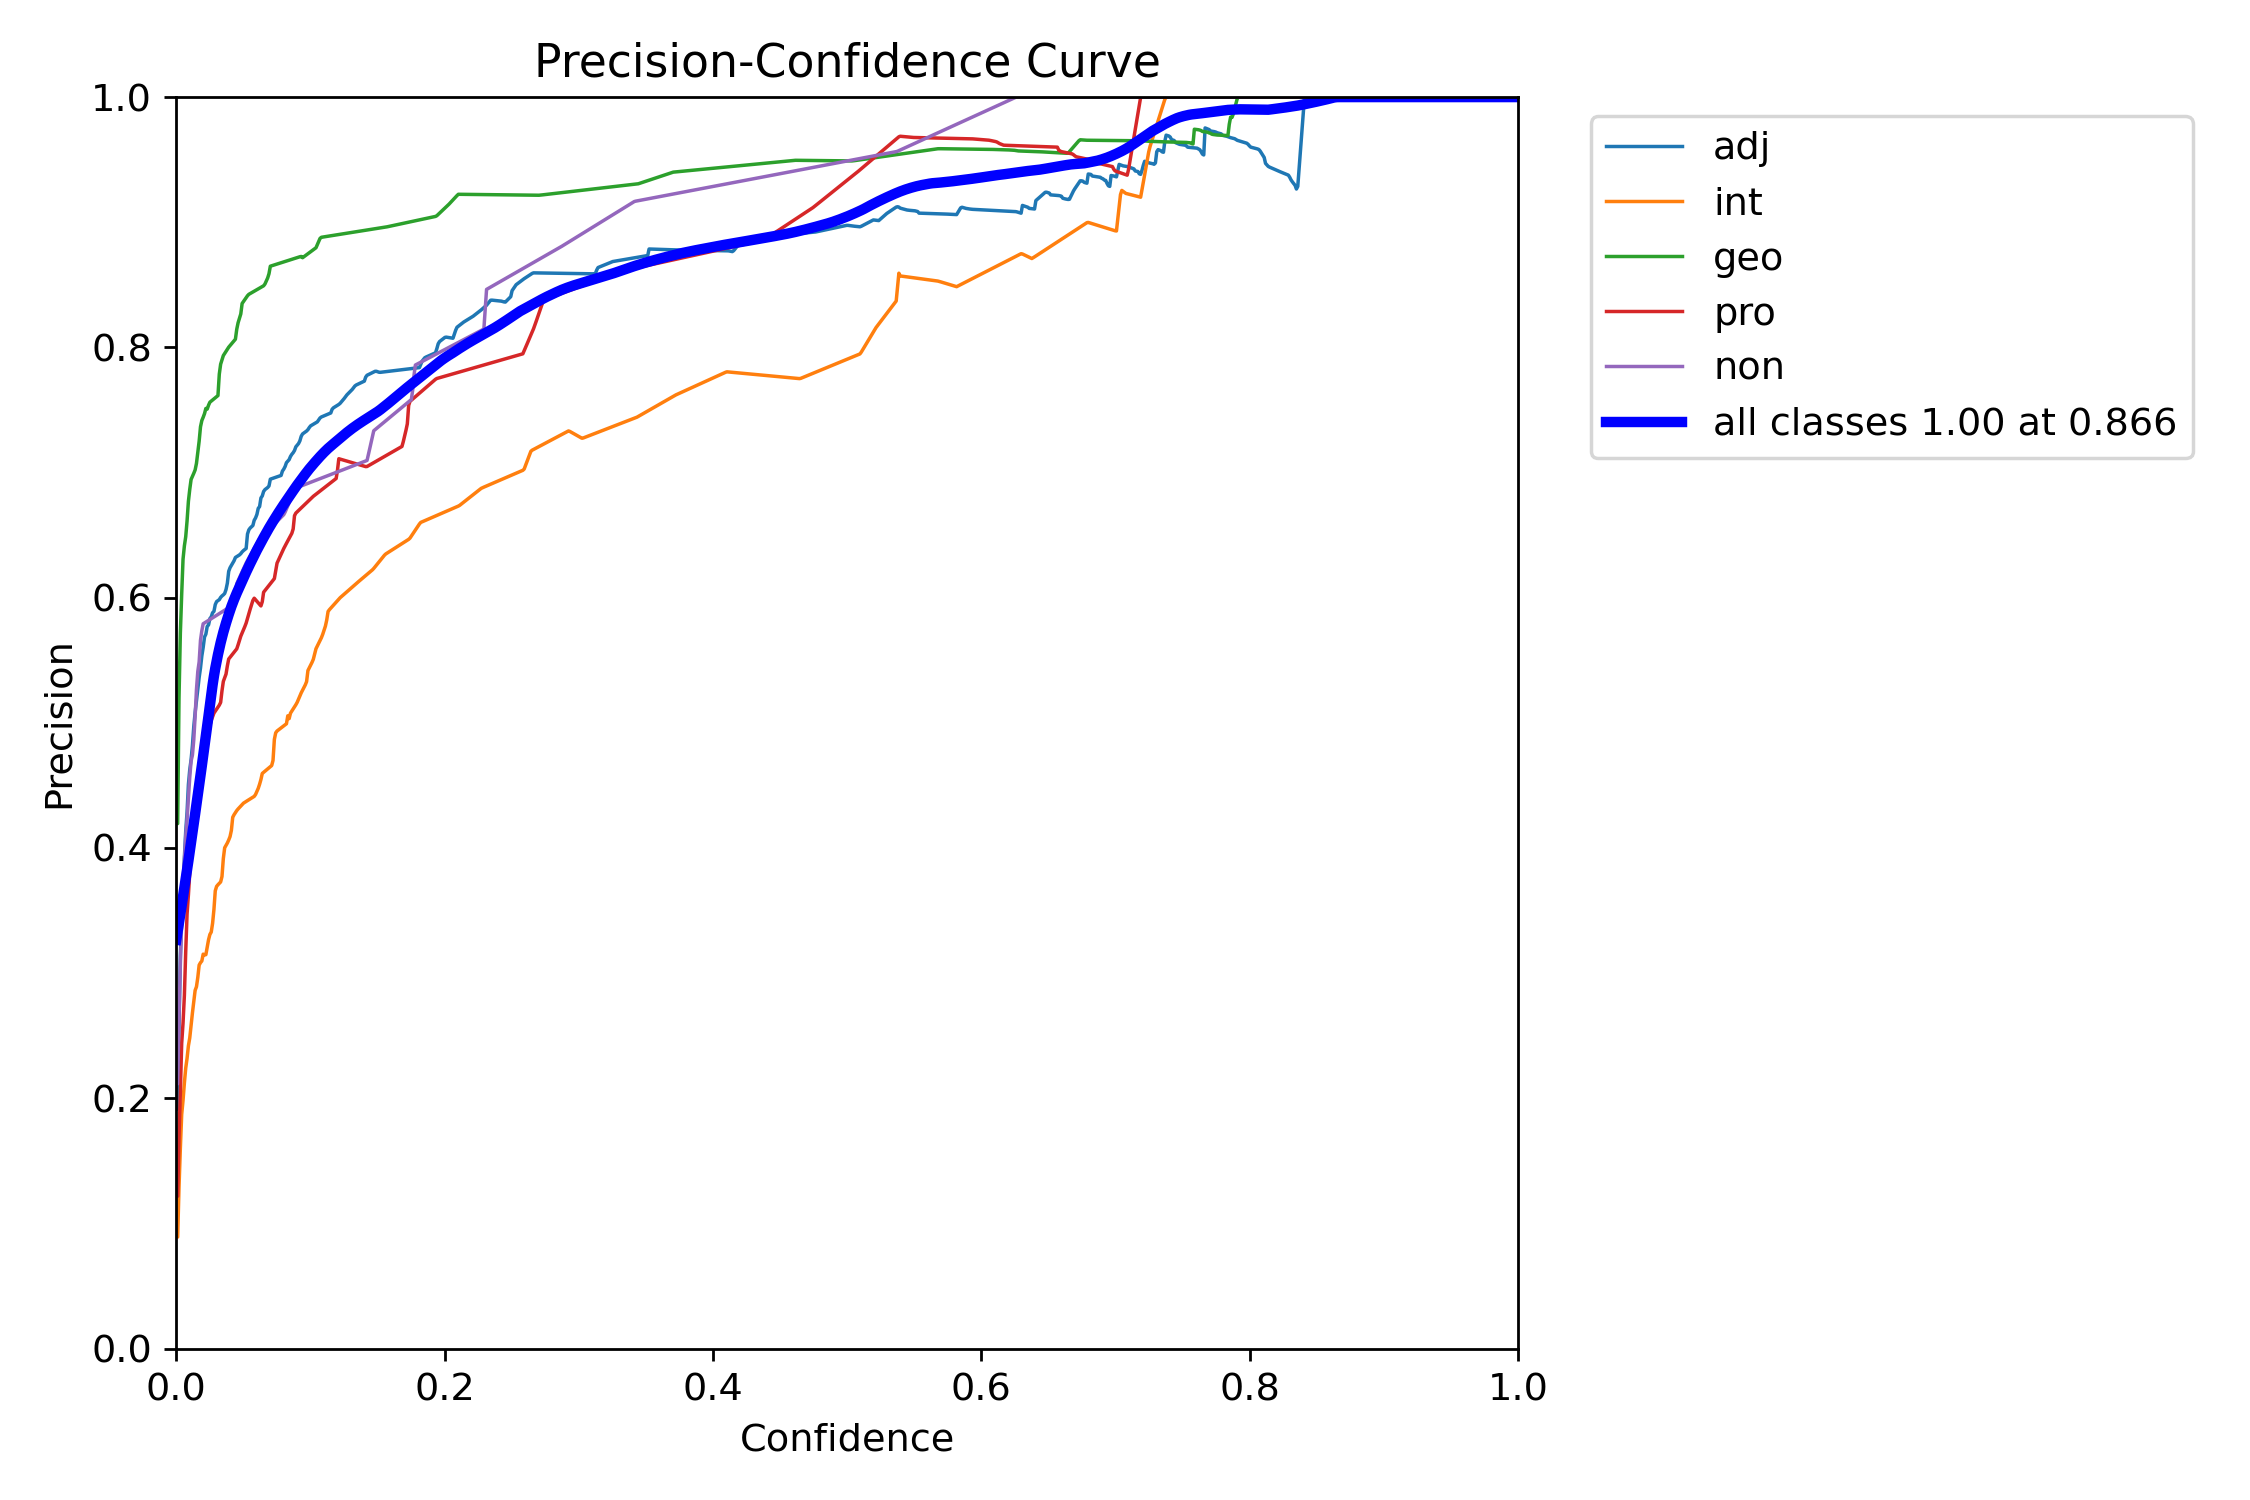 Precision-Confidence Curve
1.0
0.8
0.6
0.4
0.2
0.0
Precision
0.0 0.2 0.4 0.6 0.8 1.0
Confidence
adj
int
geo
pro
non
all classes 1.00 at 0.866